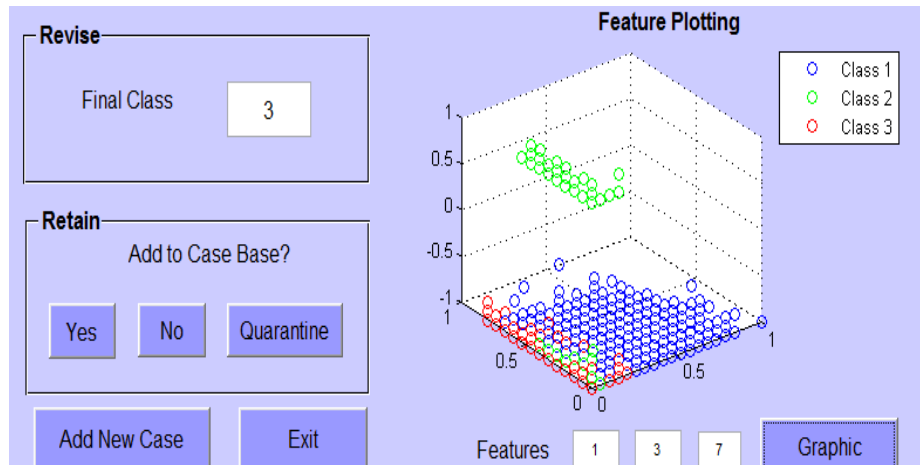 Revise
Final Class 3
Retain
Add to Case Base?
Yes No Quarantine
Add New Case Exit
Feature Plotting
Class 1
Class 2
Class 3
1
0.5
0
-0.5
-1
1
0.5
0
0
0.5
1
Features 1 3 7 Graphic